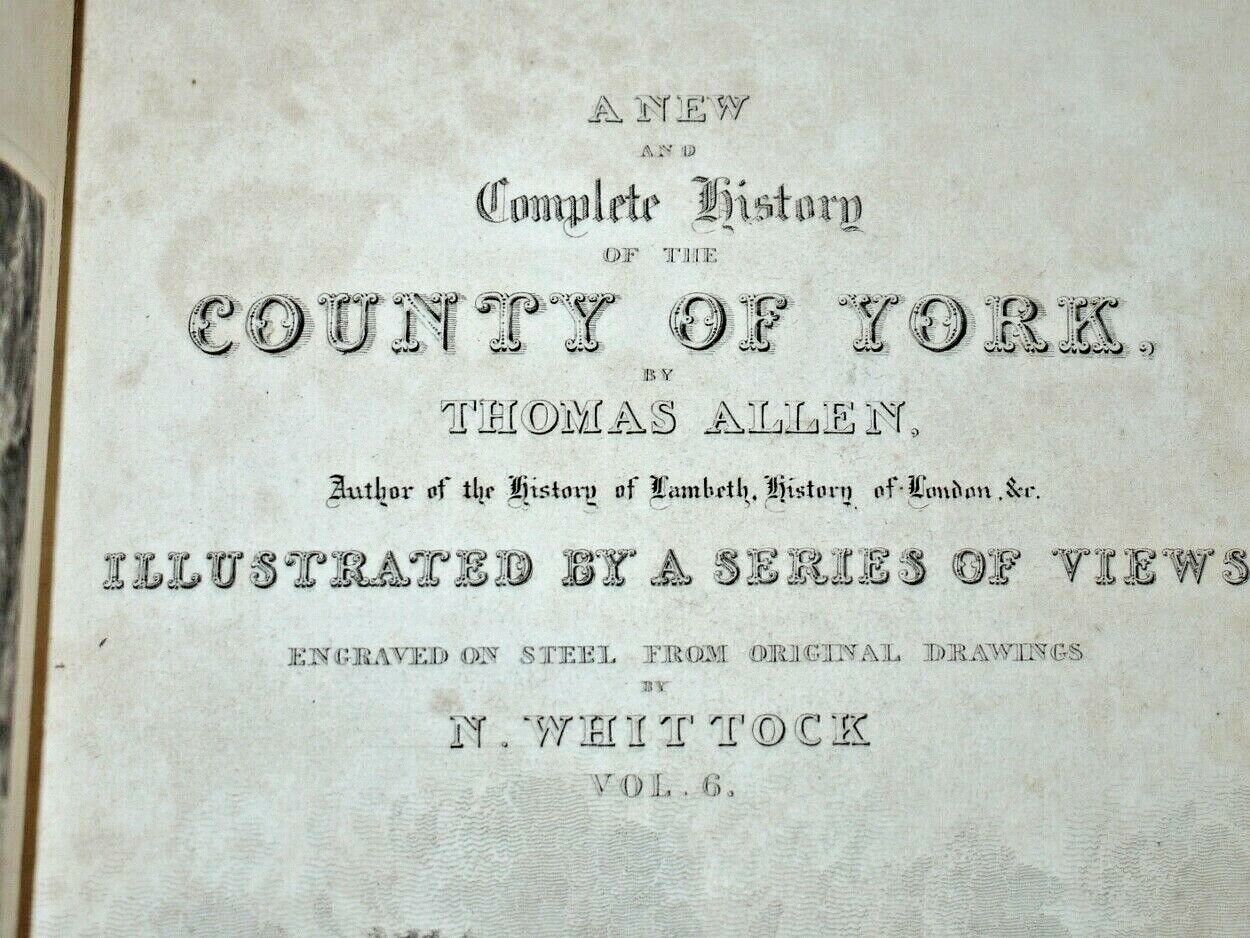 A NEW
AND
Complete History
OF THE
COUNTY OF YORK,
BY
THOMAS ALLEN,
Author of the History of Lambeth, History of London, &c.
ILLUSTRATED BY A SERIES OF VIEWS
ENGRAVED ON STEEL FROM ORIGINAL DRAWINGS
BY
N. WHITTOCK
VOL. 6.